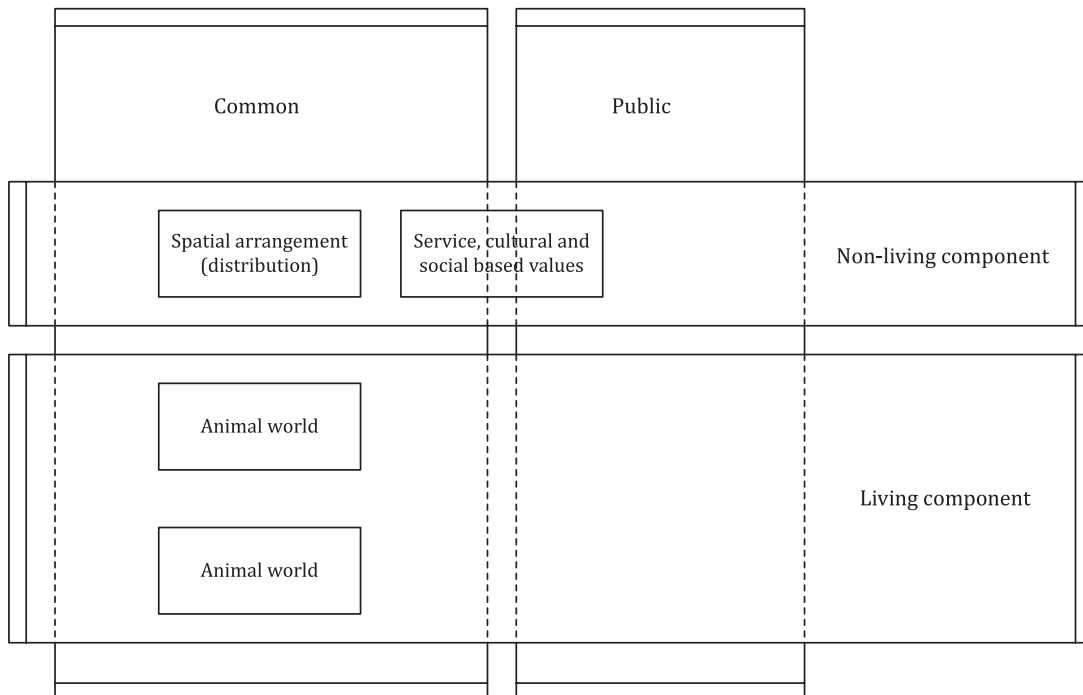 Common
Public
Spatial arrangement
(distribution)
Service, cultural and
social based values
Non-living component
Animal world
Living component
Animal world